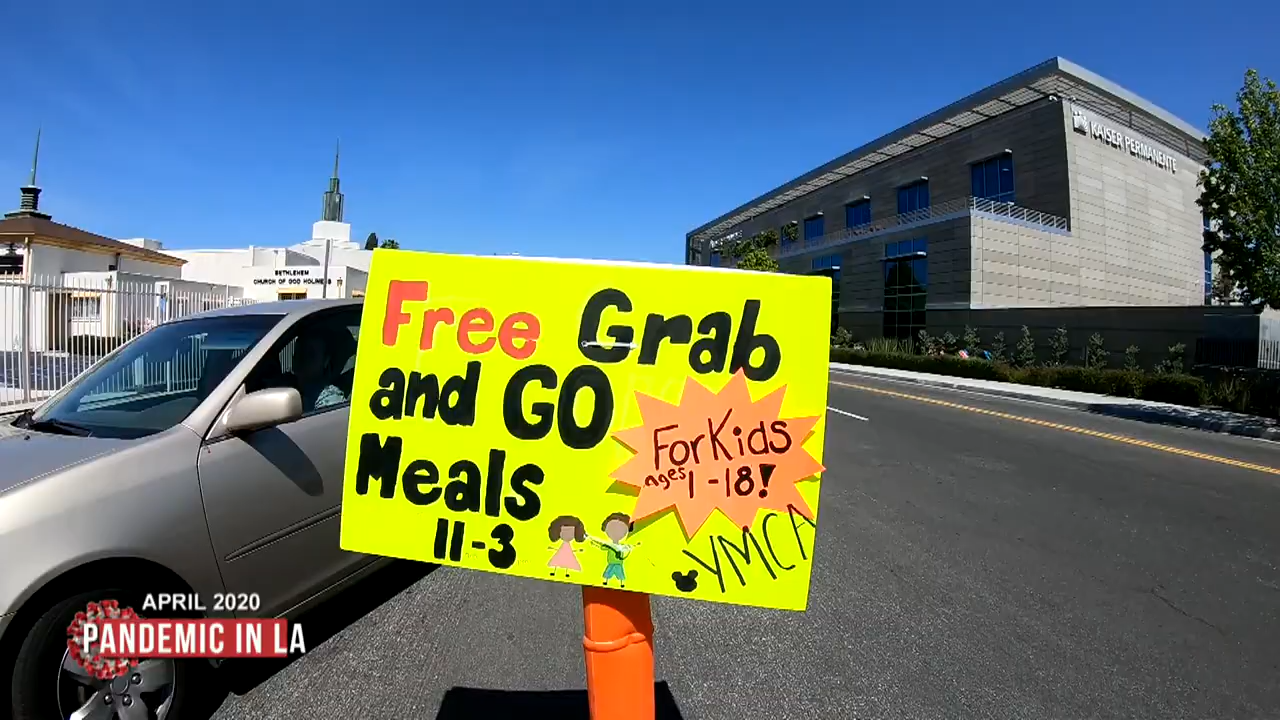 KAISER PERMANENTE
BETHLEHEM
CHURCH OF GOD HOLINESS
Free Grab
and GO
Meals
11-3
For Kids
ages 1-18!
YMCA
APRIL 2020
PANDEMIC IN LA